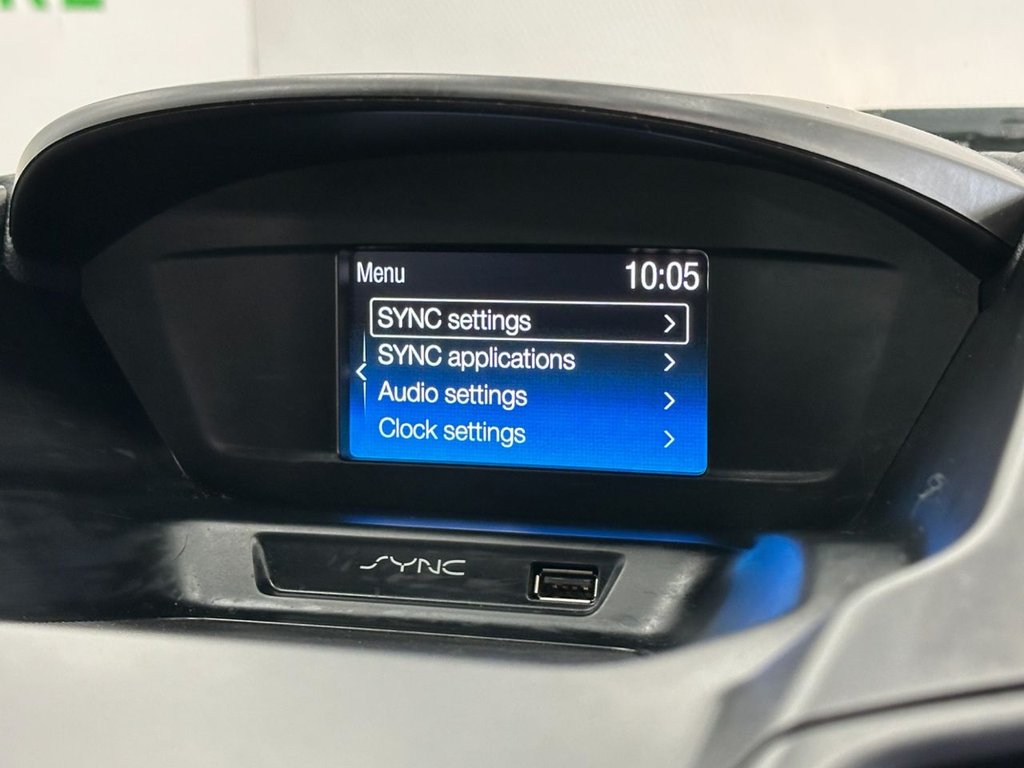 Menu 10:05
SYNC settings
SYNC applications
Audio settings
Clock settings
SYNC